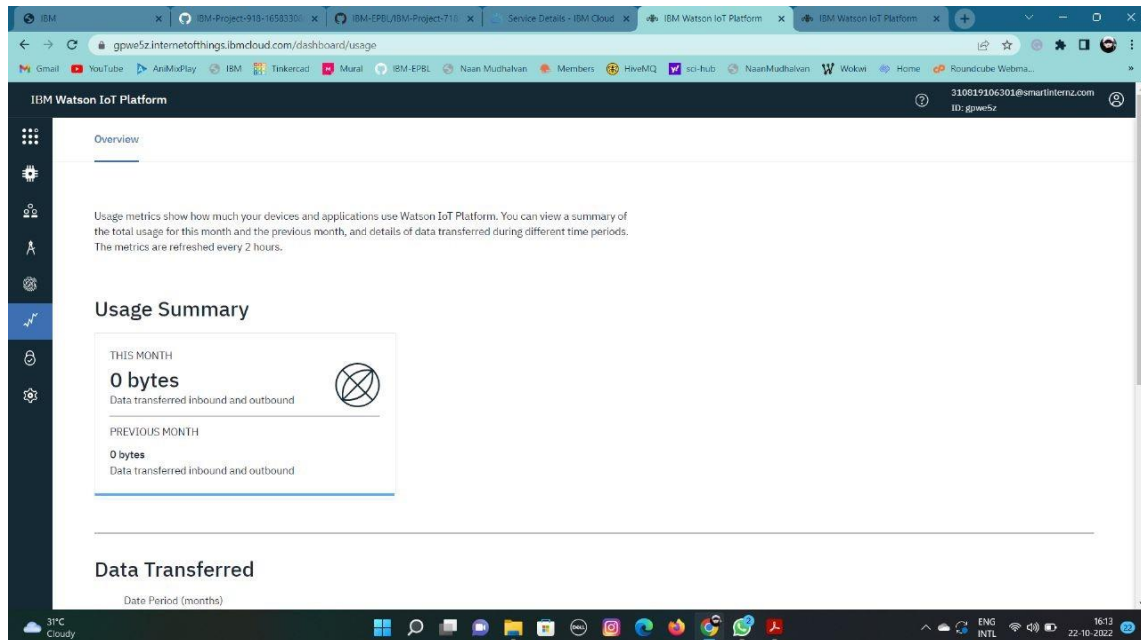 IBM
IBM-Project-918-16583300
IBM-EPBL/IBM-Project-718
Service Details - IBM Cloud
IBM Watson IoT Platform
IBM Watson IoT Platform
gpwe5z.internetofthings.ibmcloud.com/dashboard/usage
Gmail YouTube AniMixPlay IBM Tinkercad Mural IBM-EPBL Naan Mudhalvan Members HiveMQ sci-hub NaanMudhalvan Wokwi Home Roundcube Webma... »
IBM Watson IoT Platform
310819106301@smartinternz.com
ID: gpwe5z
Overview
Usage metrics show how much your devices and applications use Watson IoT Platform. You can view a summary of
the total usage for this month and the previous month, and details of data transferred during different time periods.
The metrics are refreshed every 2 hours.
Usage Summary
THIS MONTH
0 bytes
Data transferred inbound and outbound
PREVIOUS MONTH
0 bytes
Data transferred inbound and outbound
Data Transferred
Date Period (months)
31°C
Cloudy
ENG
INTL
16:13
22-10-2022
22